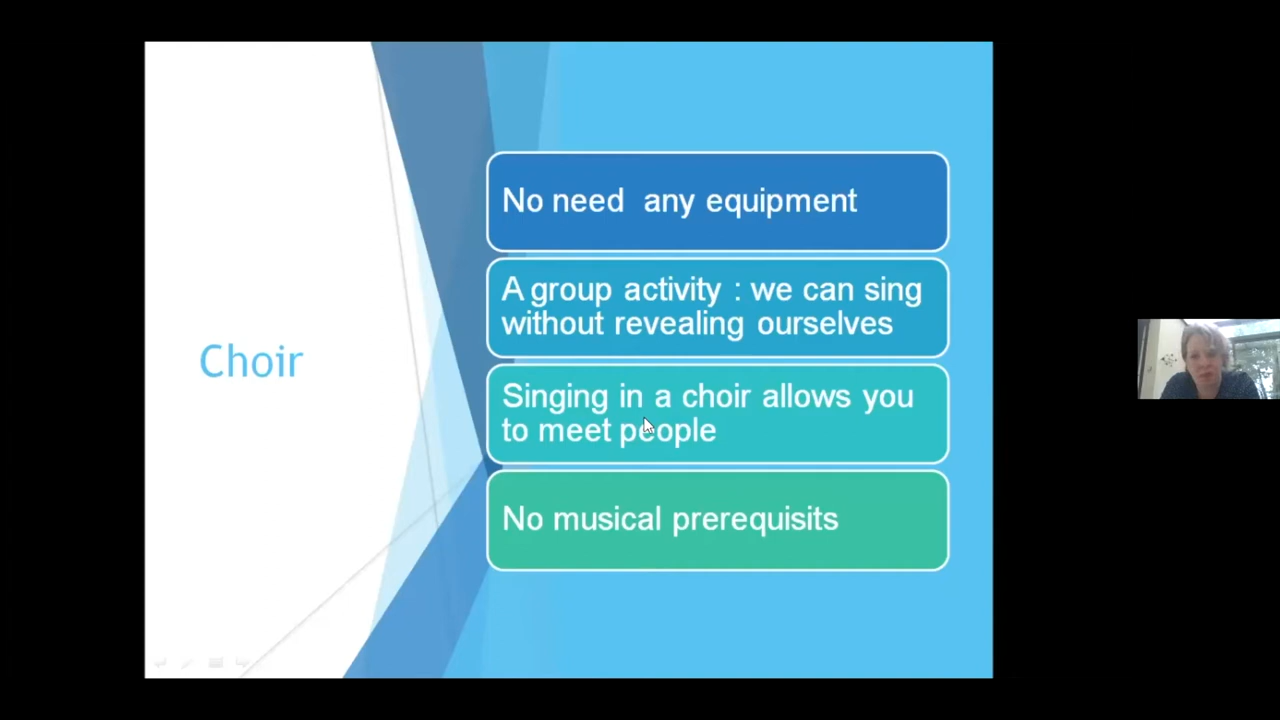 Choir
No need any equipment
A group activity : we can sing
without revealing ourselves
Singing in a choir allows you
to meet people
No musical prerequisits